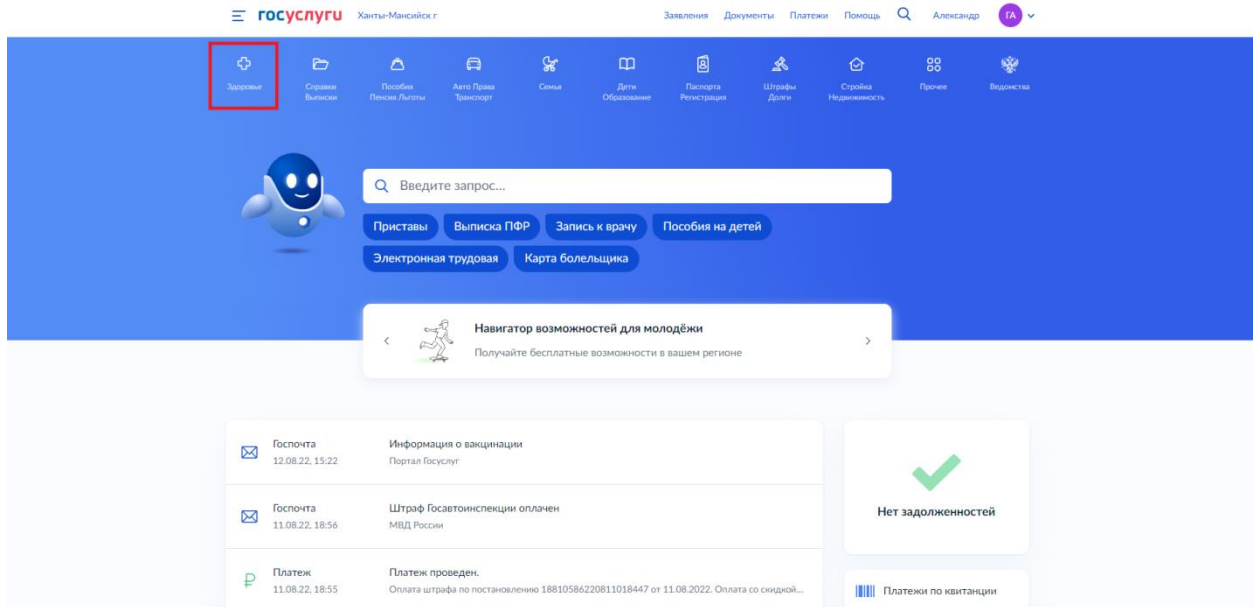 госуслуги Ханты-Мансийск г Заявления Документы Платежи Помощь Александр ГА
Здоровье
Справки
Выписки
Пособия
Пенсия Льготы
Авто Права
Транспорт
Семья
Дети
Образование
Паспорта
Регистрация
Штрафы
Долги
Стройка
Недвижимость
Прочее
Ведомства
Введите запрос...
Приставы Выписка ПФР Запись к врачу Пособия на детей
Электронная трудовая Карта болельщика
Навигатор возможностей для молодёжи
Получайте бесплатные возможности в вашем регионе
Госпочта
12.08.22, 15:22
Информация о вакцинации
Портал Госуслуг
Госпочта
11.08.22, 18:56
Штраф Госавтоинспекции оплачен
МВД России
Платеж
11.08.22, 18:55
Платеж проведен.
Оплата штрафа по постановлению 18810586220811018447 от 11.08.2022. Оплата со скидкой...
Нет задолженностей
Платежи по квитанции